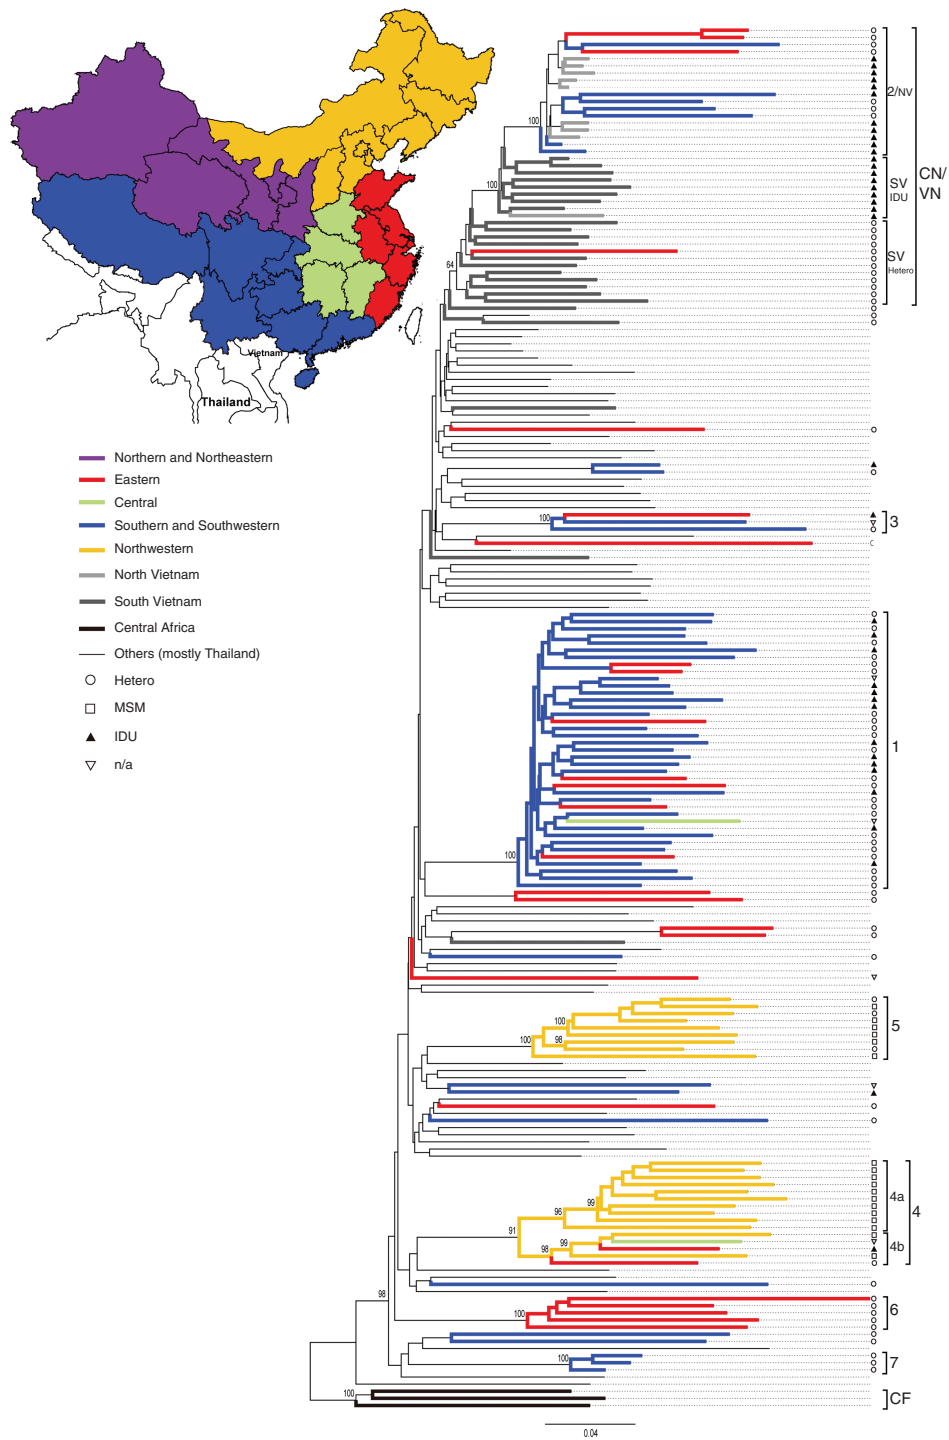 Vietnam
Thailand
Northern and Northeastern
Eastern
Central
Southern and Southwestern
Northwestern
North Vietnam
South Vietnam
Central Africa
Others (mostly Thailand)
Hetero
MSM
IDU
n/a
100
2/NV
100
SV
IDU
CN/
VN
64
SV
Hetero
100
3
1
100
5
100
100
98
4a
4
99
96
91
99
98
4b
98
6
100
7
100
CF
100
0.04